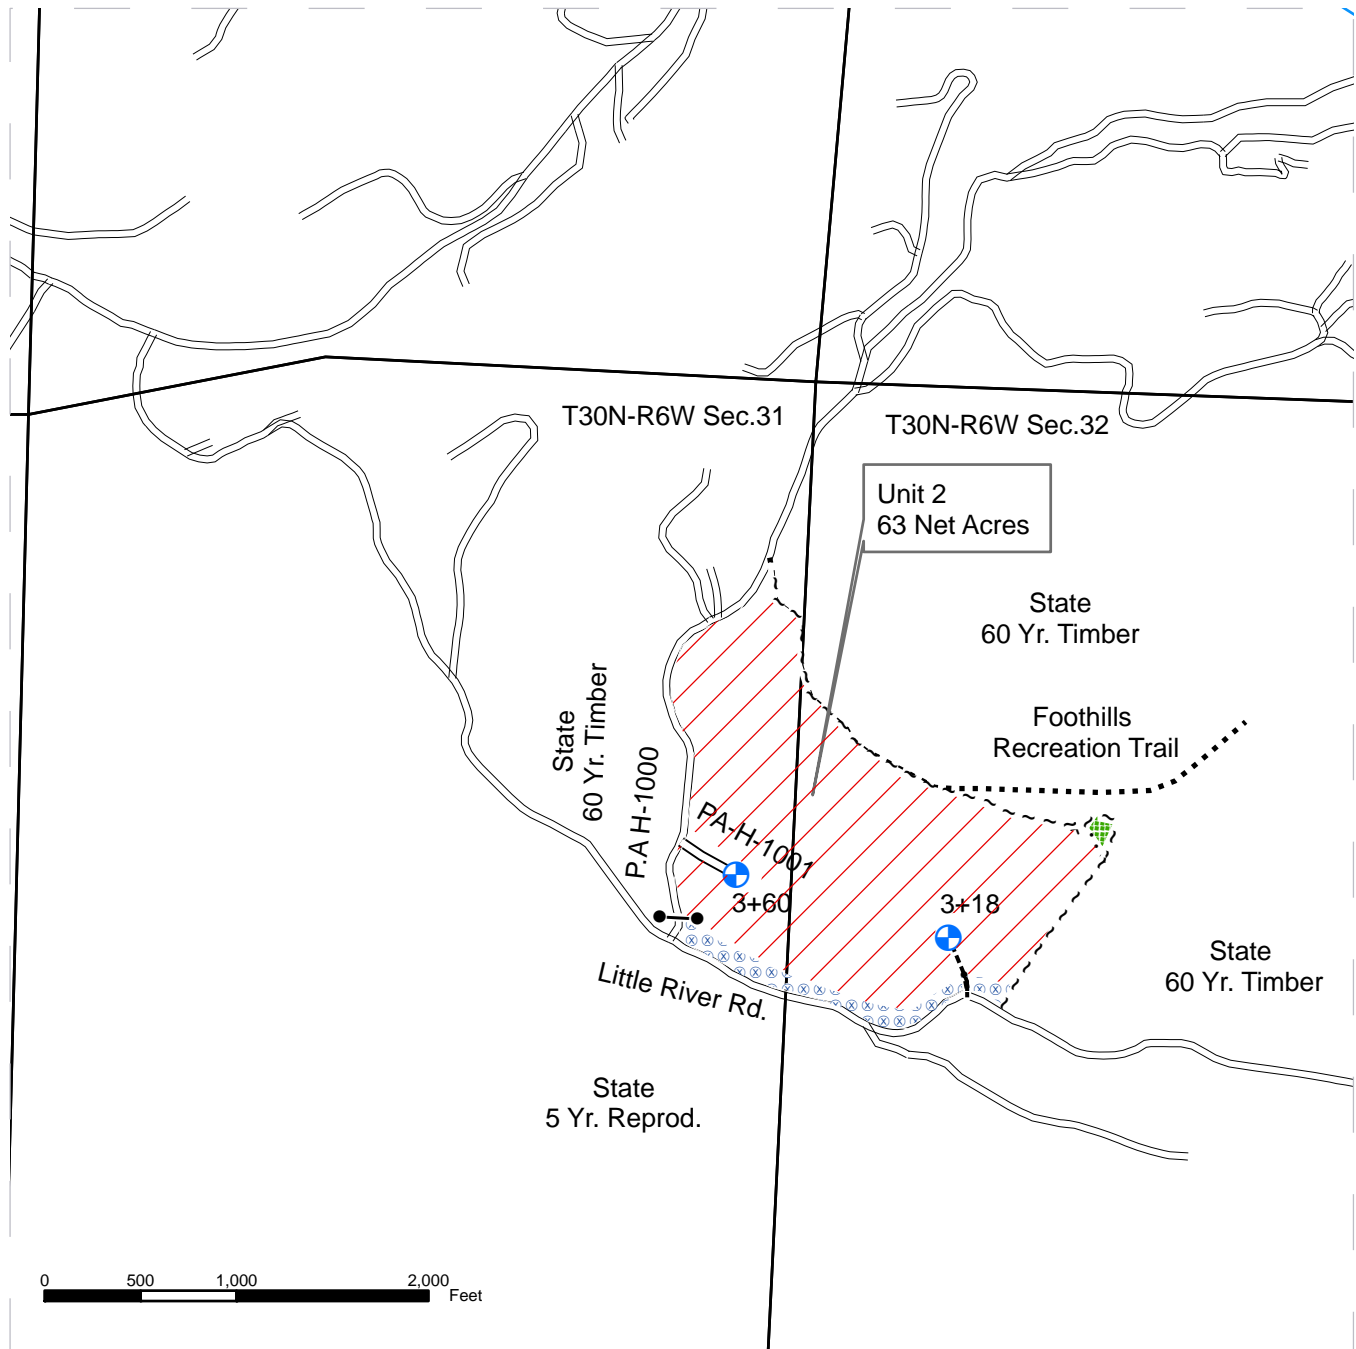 T30N-R6W Sec.31
T30N-R6W Sec.32
Unit 2
63 Net Acres
State
60 Yr. Timber
State
60 Yr. Timber
P.A H-1000
Foothills
Recreation Trail
PA-H-1001
3+60
3+18
Little River Rd.
State
60 Yr. Timber
State
5 Yr. Reprod.
0 500 1,000 2,000
Feet